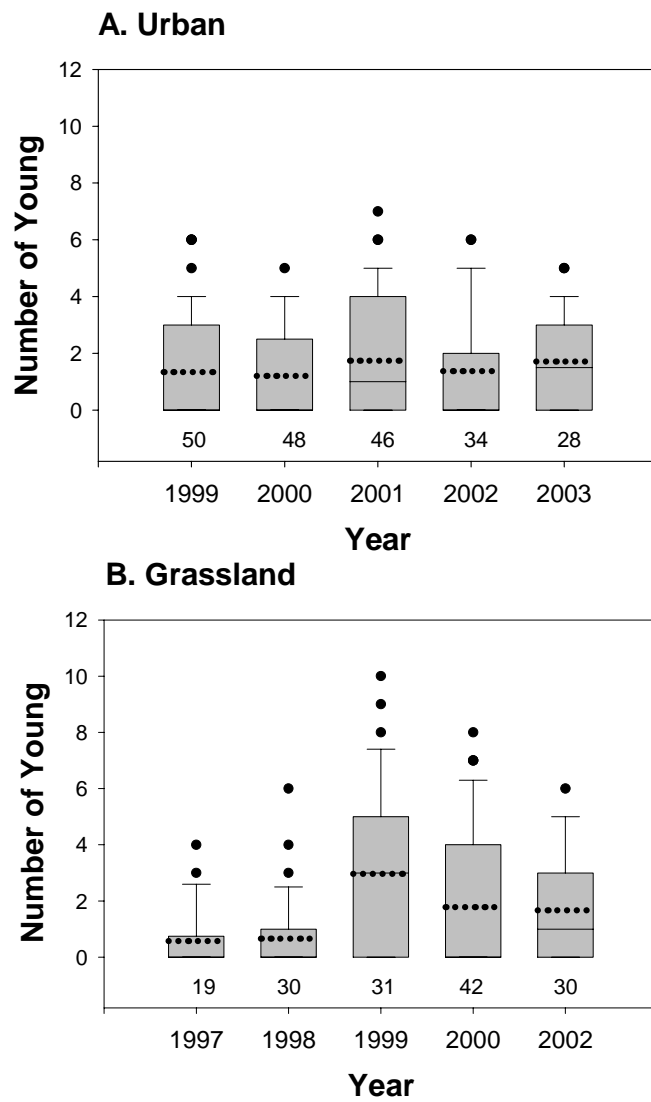 A. Urban
Number of Young
12
10
8
6
4
2
0
50 48 46 34 28
1999 2000 2001 2002 2003
Year
B. Grassland
Number of Young
12
10
8
6
4
2
0
19 30 31 42 30
1997 1998 1999 2000 2002
Year